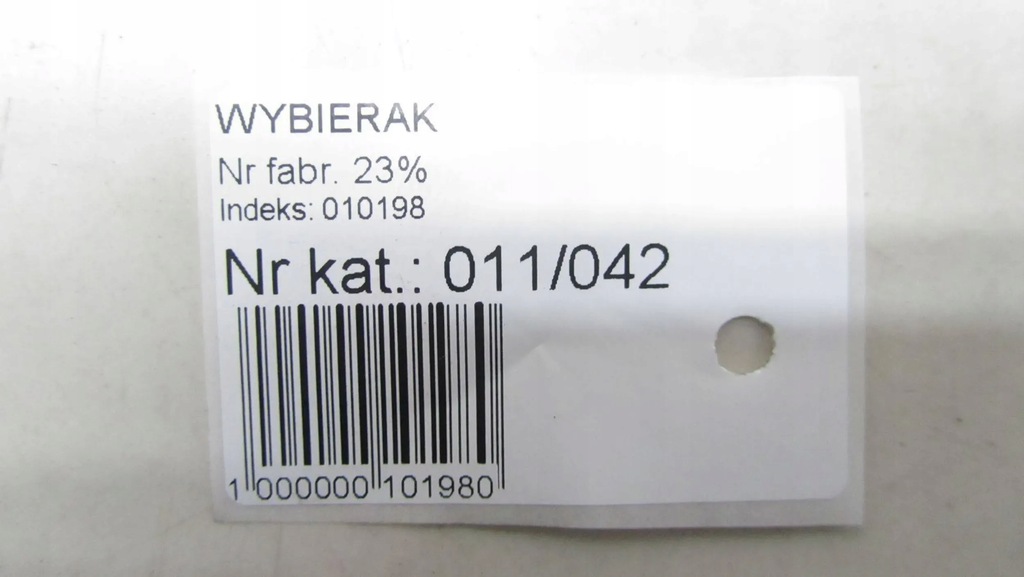 WYBIERAK
Nr fabr. 23%
Indeks: 010198
Nr kat.: 011/042
1 000000 101980